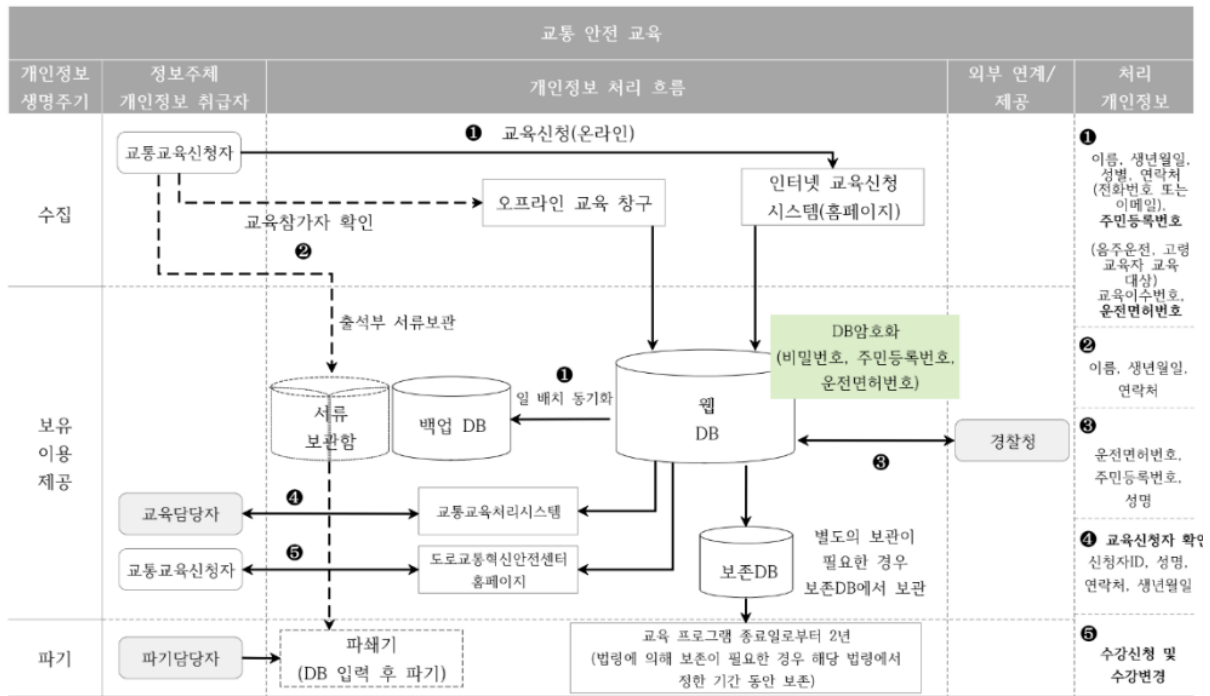 교통 안전 교육
개인정보
생명주기
정보주체
개인정보 취급자
개인정보 처리 흐름
외부 연계/
제공
처리
개인정보
수집
교통교육신청자
❶ 교육신청(온라인)
오프라인 교육 창구
인터넷 교육신청
시스템(홈페이지)
교육참가자 확인
❷
❶
이름, 생년월일,
성별, 연락처
(전화번호 또는
이메일),
주민등록번호
(음주운전, 고령
교육자 교육
대상)
교육이수번호,
운전면허번호
보유
이용
제공
출석부 서류보관
서류
보관함
백업 DB
❶
일 배치 동기화
웹
DB
DB암호화
(비밀번호, 주민등록번호,
운전면허번호)
❸
경찰청
❷
이름, 생년월일,
연락처
❸
운전면허번호,
주민등록번호,
성명
교육담당자
❹
교통교육처리시스템
교통교육신청자
❺
도로교통혁신안전센터
홈페이지
보존DB
별도의 보관이
필요한 경우
보존DB에서 보관
❹ 교육신청자 확인
신청자ID, 성명,
연락처, 생년월일
파기
파기담당자
파쇄기
(DB 입력 후 파기)
교육 프로그램 종료일로부터 2년
(법령에 의해 보존이 필요한 경우 해당 법령에서
정한 기간 동안 보존)
❺
수강신청 및
수강변경